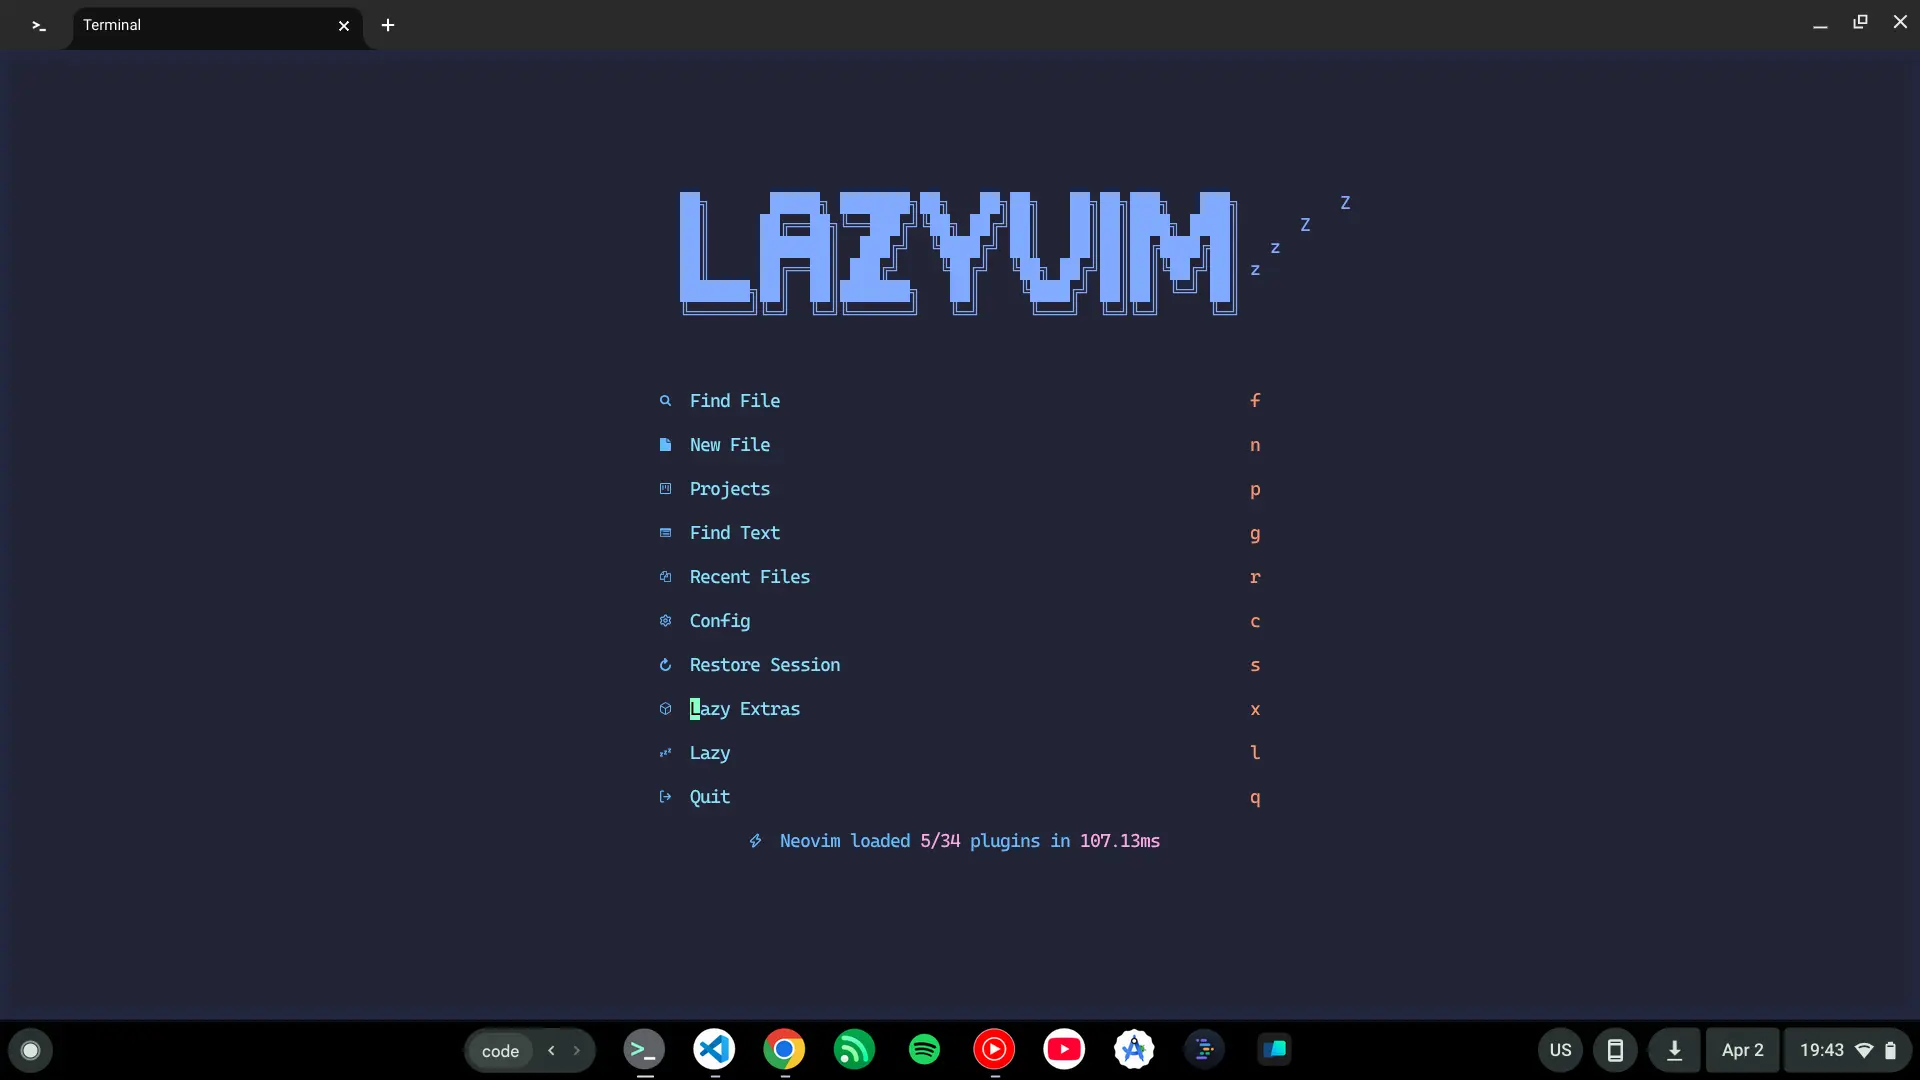 Terminal
LAZYVIM
Z
Z
z
z
Find File f
New File n
Projects p
Find Text g
Recent Files r
Config c
Restore Session s
Lazy Extras x
Lazy l
Quit q
Neovim loaded 5/34 plugins in 107.13ms
code
US
Apr 2
19:43